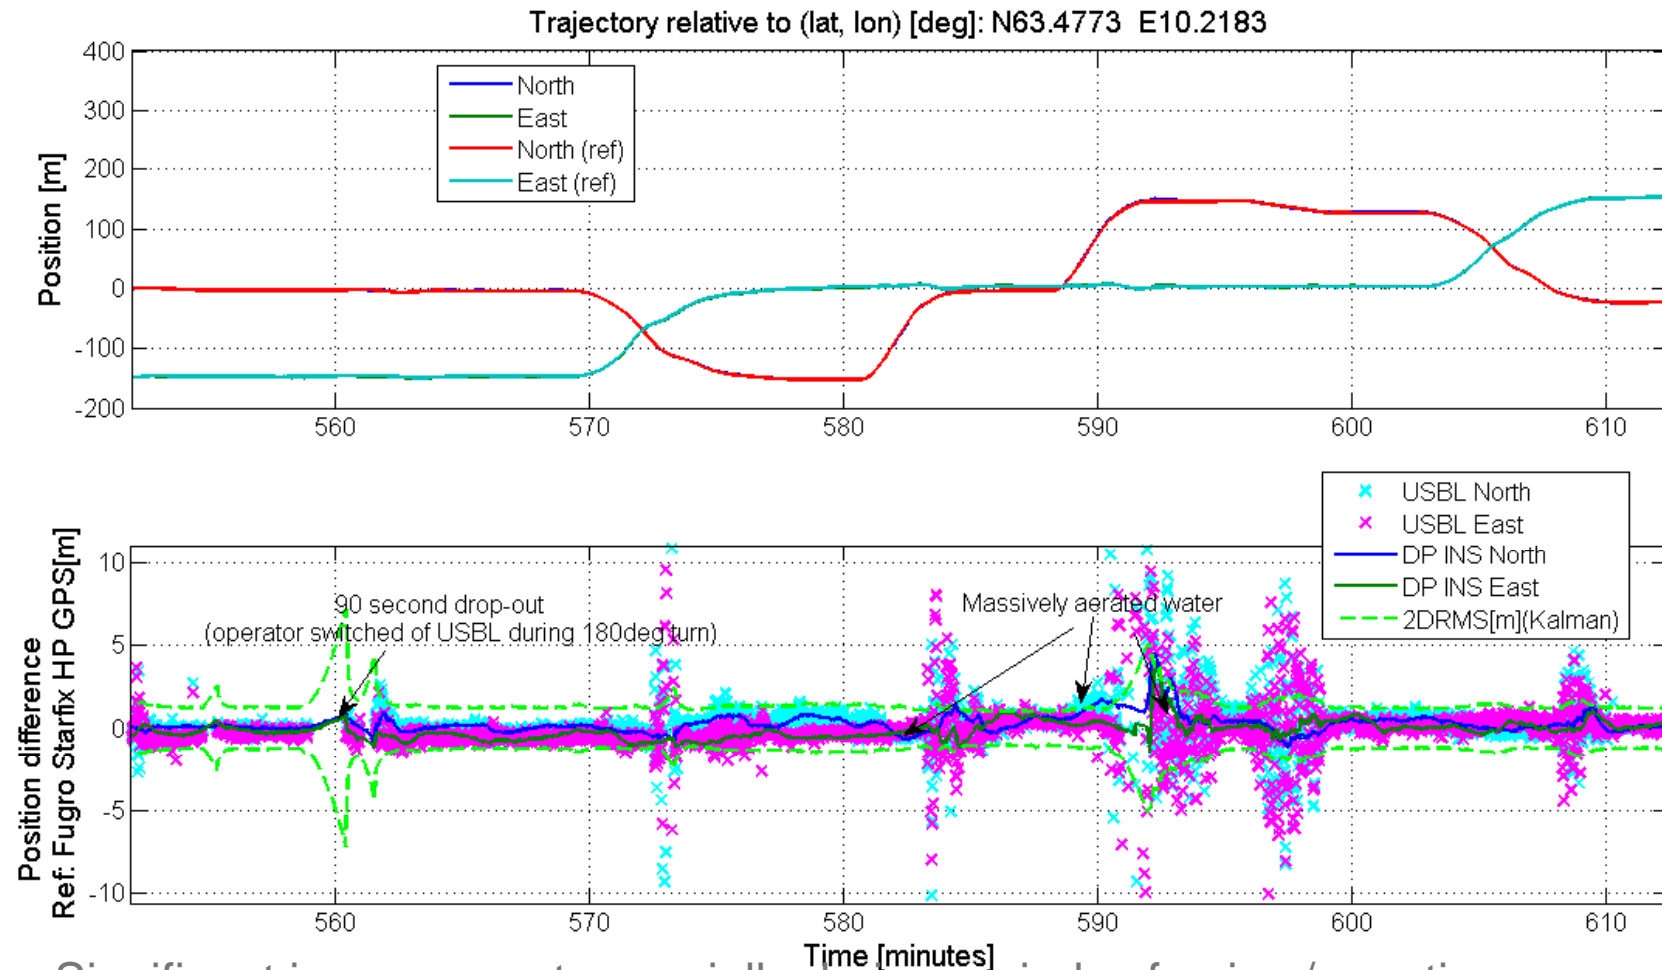 Trajectory relative to (lat, lon) [deg]: N63.4773 E10.2183
Position [m]
400
300
200
100
0
-100
-200
North
East
North (ref)
East (ref)
560
570
580
590
600
610
Position difference
Ref: Fugro Starfix HP GPS[m]
10
5
0
-5
-10
USBL North
USBL East
DP INS North
DP INS East
2DRMS[m](Kalman)
90 second drop-out
(operator switched of USBL during 180deg turn)
Massively aerated water
560
570
580
590
600
610
Time [minutes]